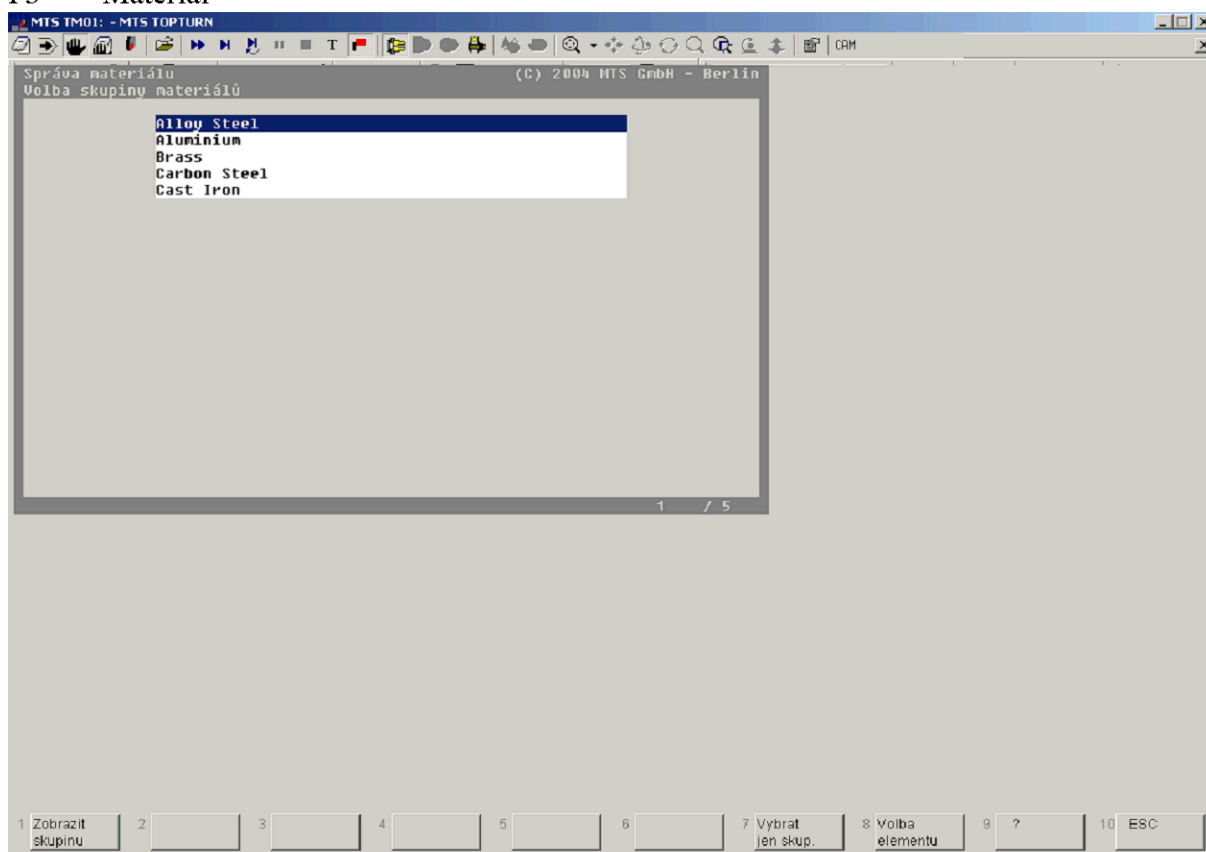 MTS TM01: - MTS TOPTURN
T CAM
Správa materiálu (C) 2004 MTS GmbH - Berlin
Volba skupiny materiálů
Alloy Steel
Aluminium
Brass
Carbon Steel
Cast Iron
1 / 5
1 Zobrazit skupinu 2 3 4 5 6 7 Vybrat jen skup. 8 Volba elementu 9 ? 10 ESC